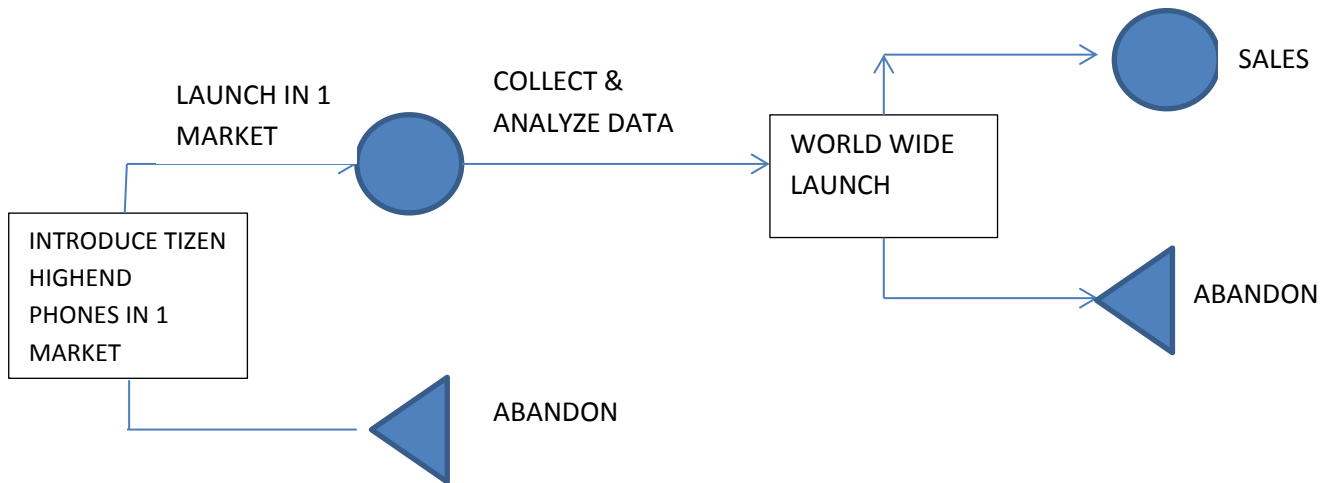 LAUNCH IN 1
MARKET
COLLECT &
ANALYZE DATA
SALES
WORLD WIDE
LAUNCH
INTRODUCE TIZEN
HIGHEND
PHONES IN 1
MARKET
ABANDON
ABANDON